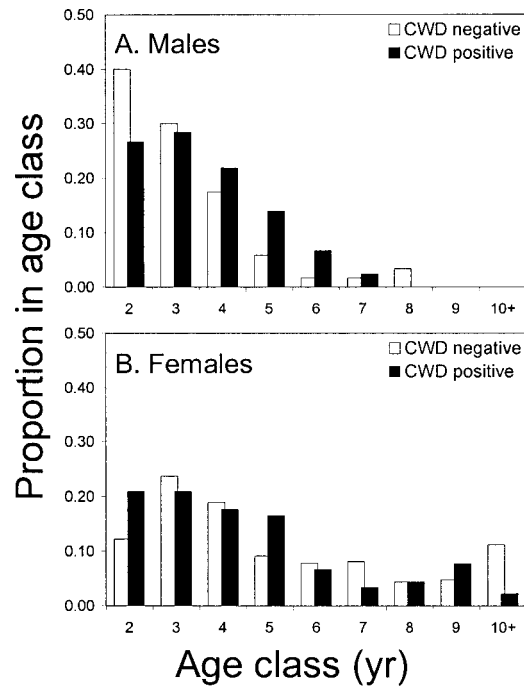 Proportion in age class
A. Males
CWD negative
CWD positive
0.50
0.40
0.30
0.20
0.10
0.00
2 3 4 5 6 7 8 9 10+
B. Females
CWD negative
CWD positive
0.50
0.40
0.30
0.20
0.10
0.00
2 3 4 5 6 7 8 9 10+
Age class (yr)